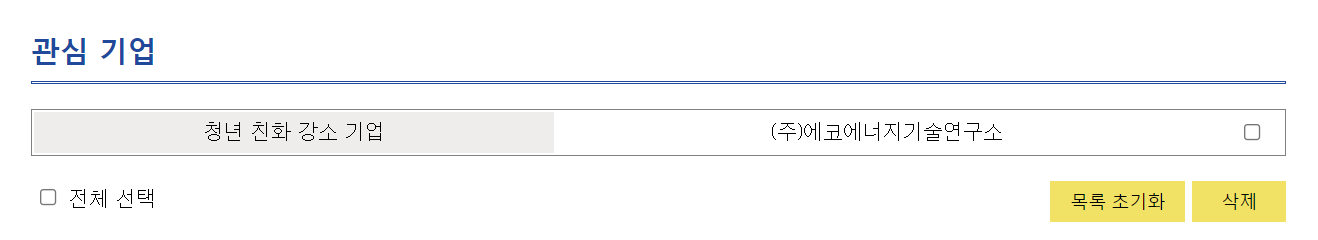 관심 기업
청년 친화 강소 기업 (주)에코에너지기술연구소
전체 선택 목록 초기화 삭제